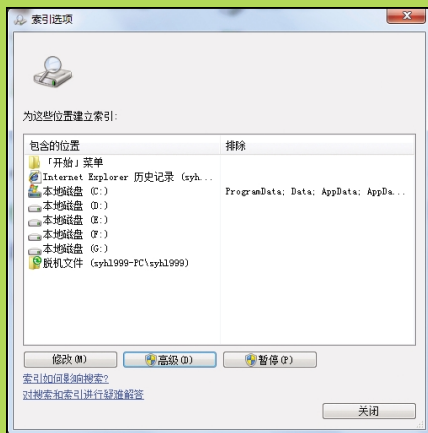 索引选项
为这些位置建立索引:
包含的位置 排除
「开始」菜单
Internet Explorer 历史记录 (syh...
本地磁盘 (C:) ProgramData; Data; AppData; AppDa...
本地磁盘 (D:)
本地磁盘 (E:)
本地磁盘 (F:)
本地磁盘 (G:)
脱机文件 (syhl999-PC\syhl999)
修改(M) 高级(D) 暂停(P)
索引如何影响搜索?
对搜索和索引进行疑难解答
关闭